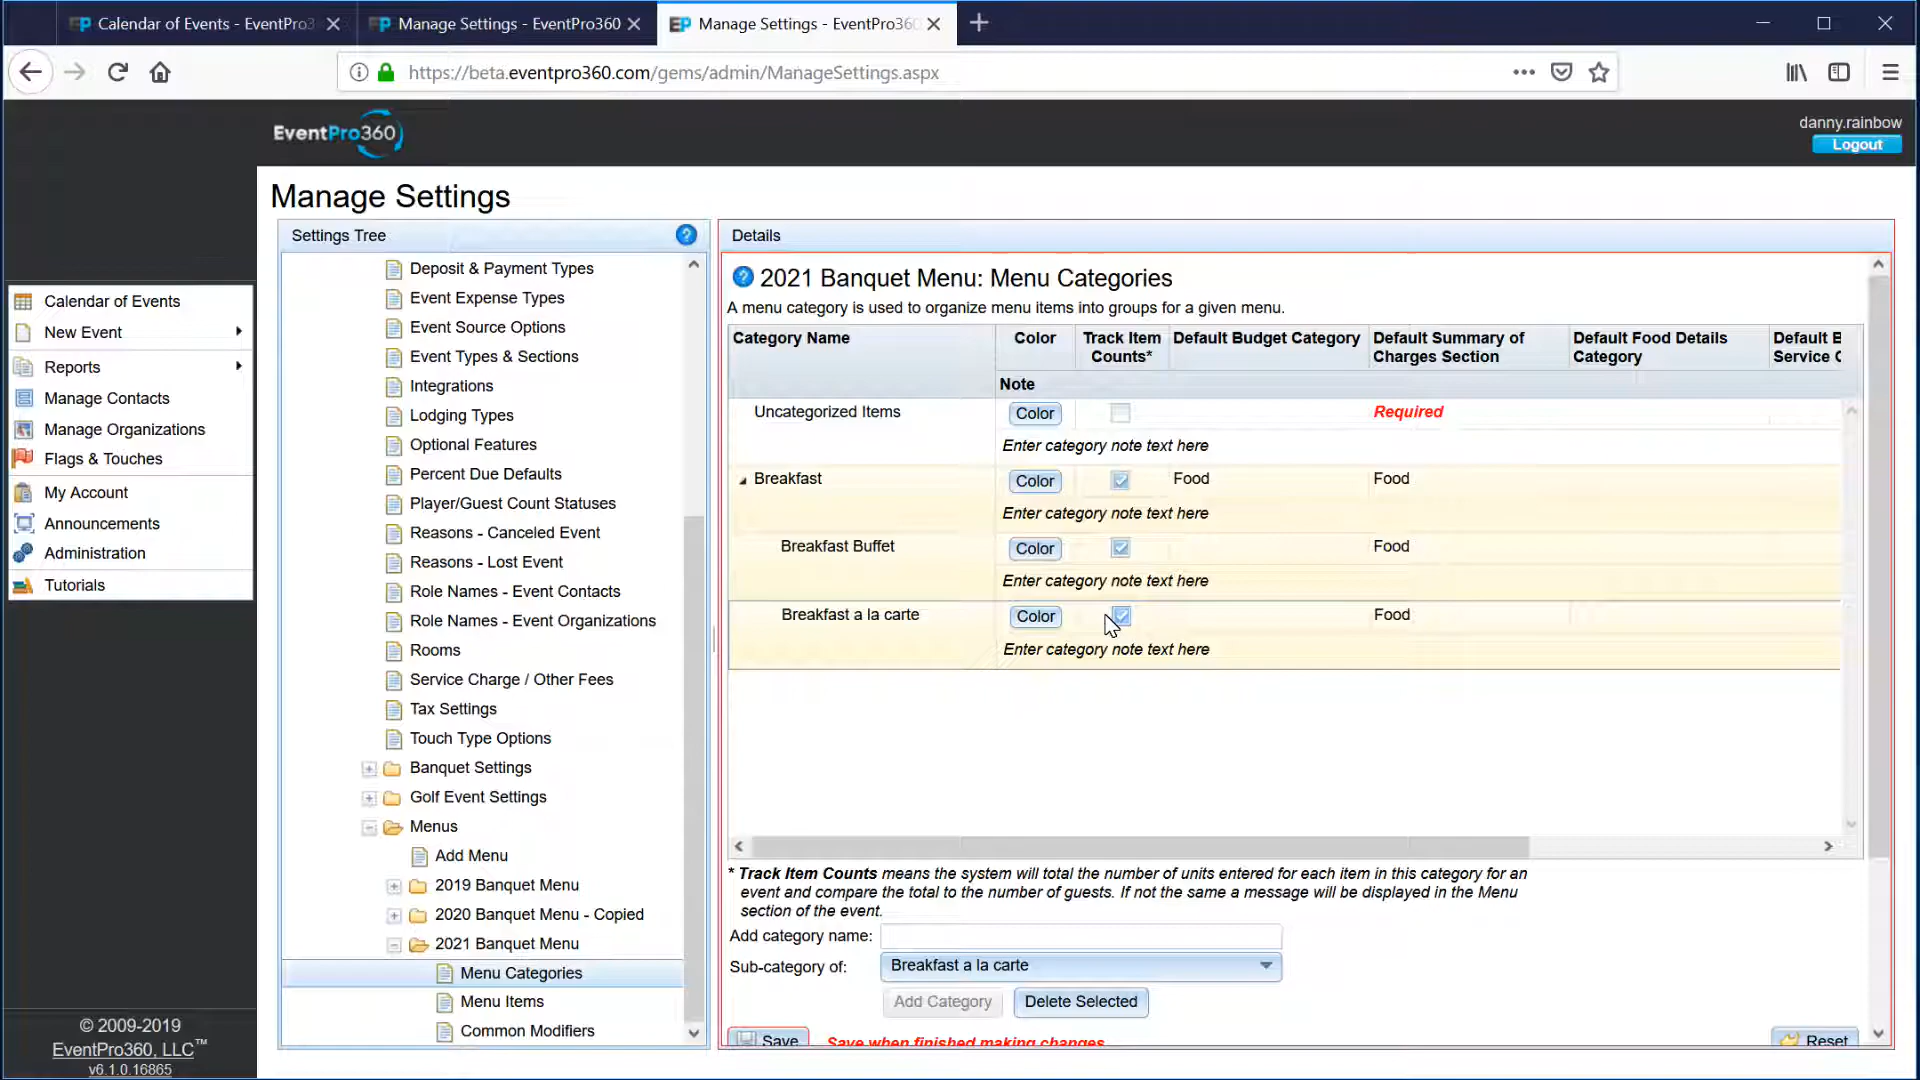 Calendar of Events - EventPro3
Manage Settings - EventPro360
Manage Settings - EventPro360
https://beta.eventpro360.com/gems/admin/ManageSettings.aspx
EventPro360
danny.rainbow
Logout
Manage Settings
Calendar of Events
New Event
Reports
Manage Contacts
Manage Organizations
Flags & Touches
My Account
Announcements
Administration
Tutorials
© 2009-2019
EventPro360, LLC™
v6.1.0.16865
Settings Tree
Deposit & Payment Types
Event Expense Types
Event Source Options
Event Types & Sections
Integrations
Lodging Types
Optional Features
Percent Due Defaults
Player/Guest Count Statuses
Reasons - Canceled Event
Reasons - Lost Event
Role Names - Event Contacts
Role Names - Event Organizations
Rooms
Service Charge / Other Fees
Tax Settings
Touch Type Options
Banquet Settings
Golf Event Settings
Menus
Add Menu
2019 Banquet Menu
2020 Banquet Menu - Copied
2021 Banquet Menu
Menu Categories
Menu Items
Common Modifiers
Details
2021 Banquet Menu: Menu Categories
A menu category is used to organize menu items into groups for a given menu.
Category Name Color Track Item Default Budget Category Default Summary of Default Food Details Default B
Counts* Charges Section Category Service C
Note
Uncategorized Items Color Required
Enter category note text here
Breakfast Color Food Food
Enter category note text here
Breakfast Buffet Color Food
Enter category note text here
Breakfast a la carte Color Food
Enter category note text here
* Track Item Counts means the system will total the number of units entered for each item in this category for an
event and compare the total to the number of guests. If not the same a message will be displayed in the Menu
section of the event.
Add category name:
Sub-category of: Breakfast a la carte
Add Category Delete Selected
Save Save when finished making changes Reset